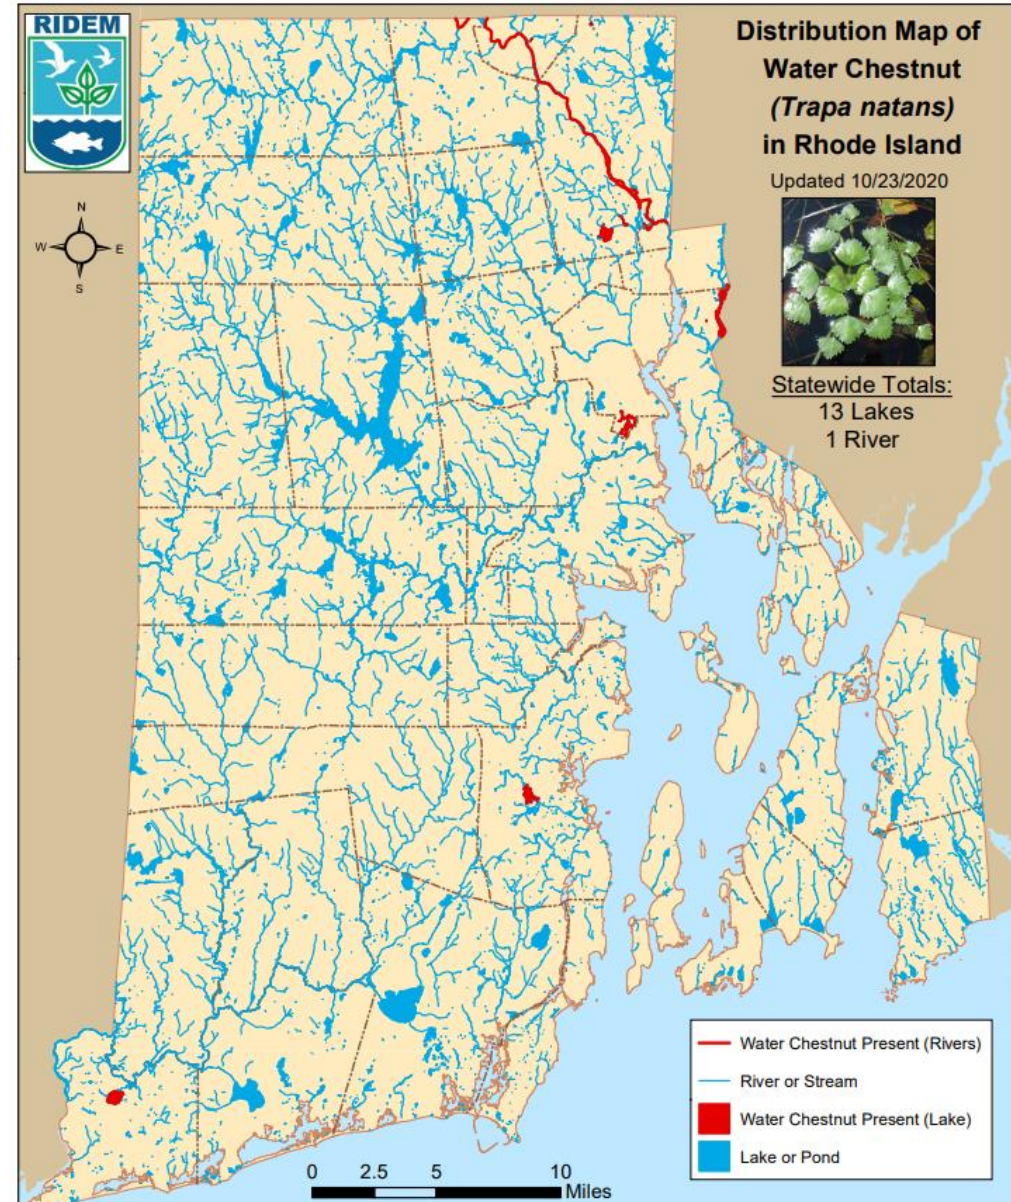 RIDEM
Distribution Map of
Water Chestnut
(Trapa natans)
in Rhode Island
Updated 10/23/2020
N
W
E
S
Statewide Totals:
13 Lakes
1 River
Water Chestnut Present (Rivers)
River or Stream
Water Chestnut Present (Lake)
Lake or Pond
0 2.5 5 10
Miles